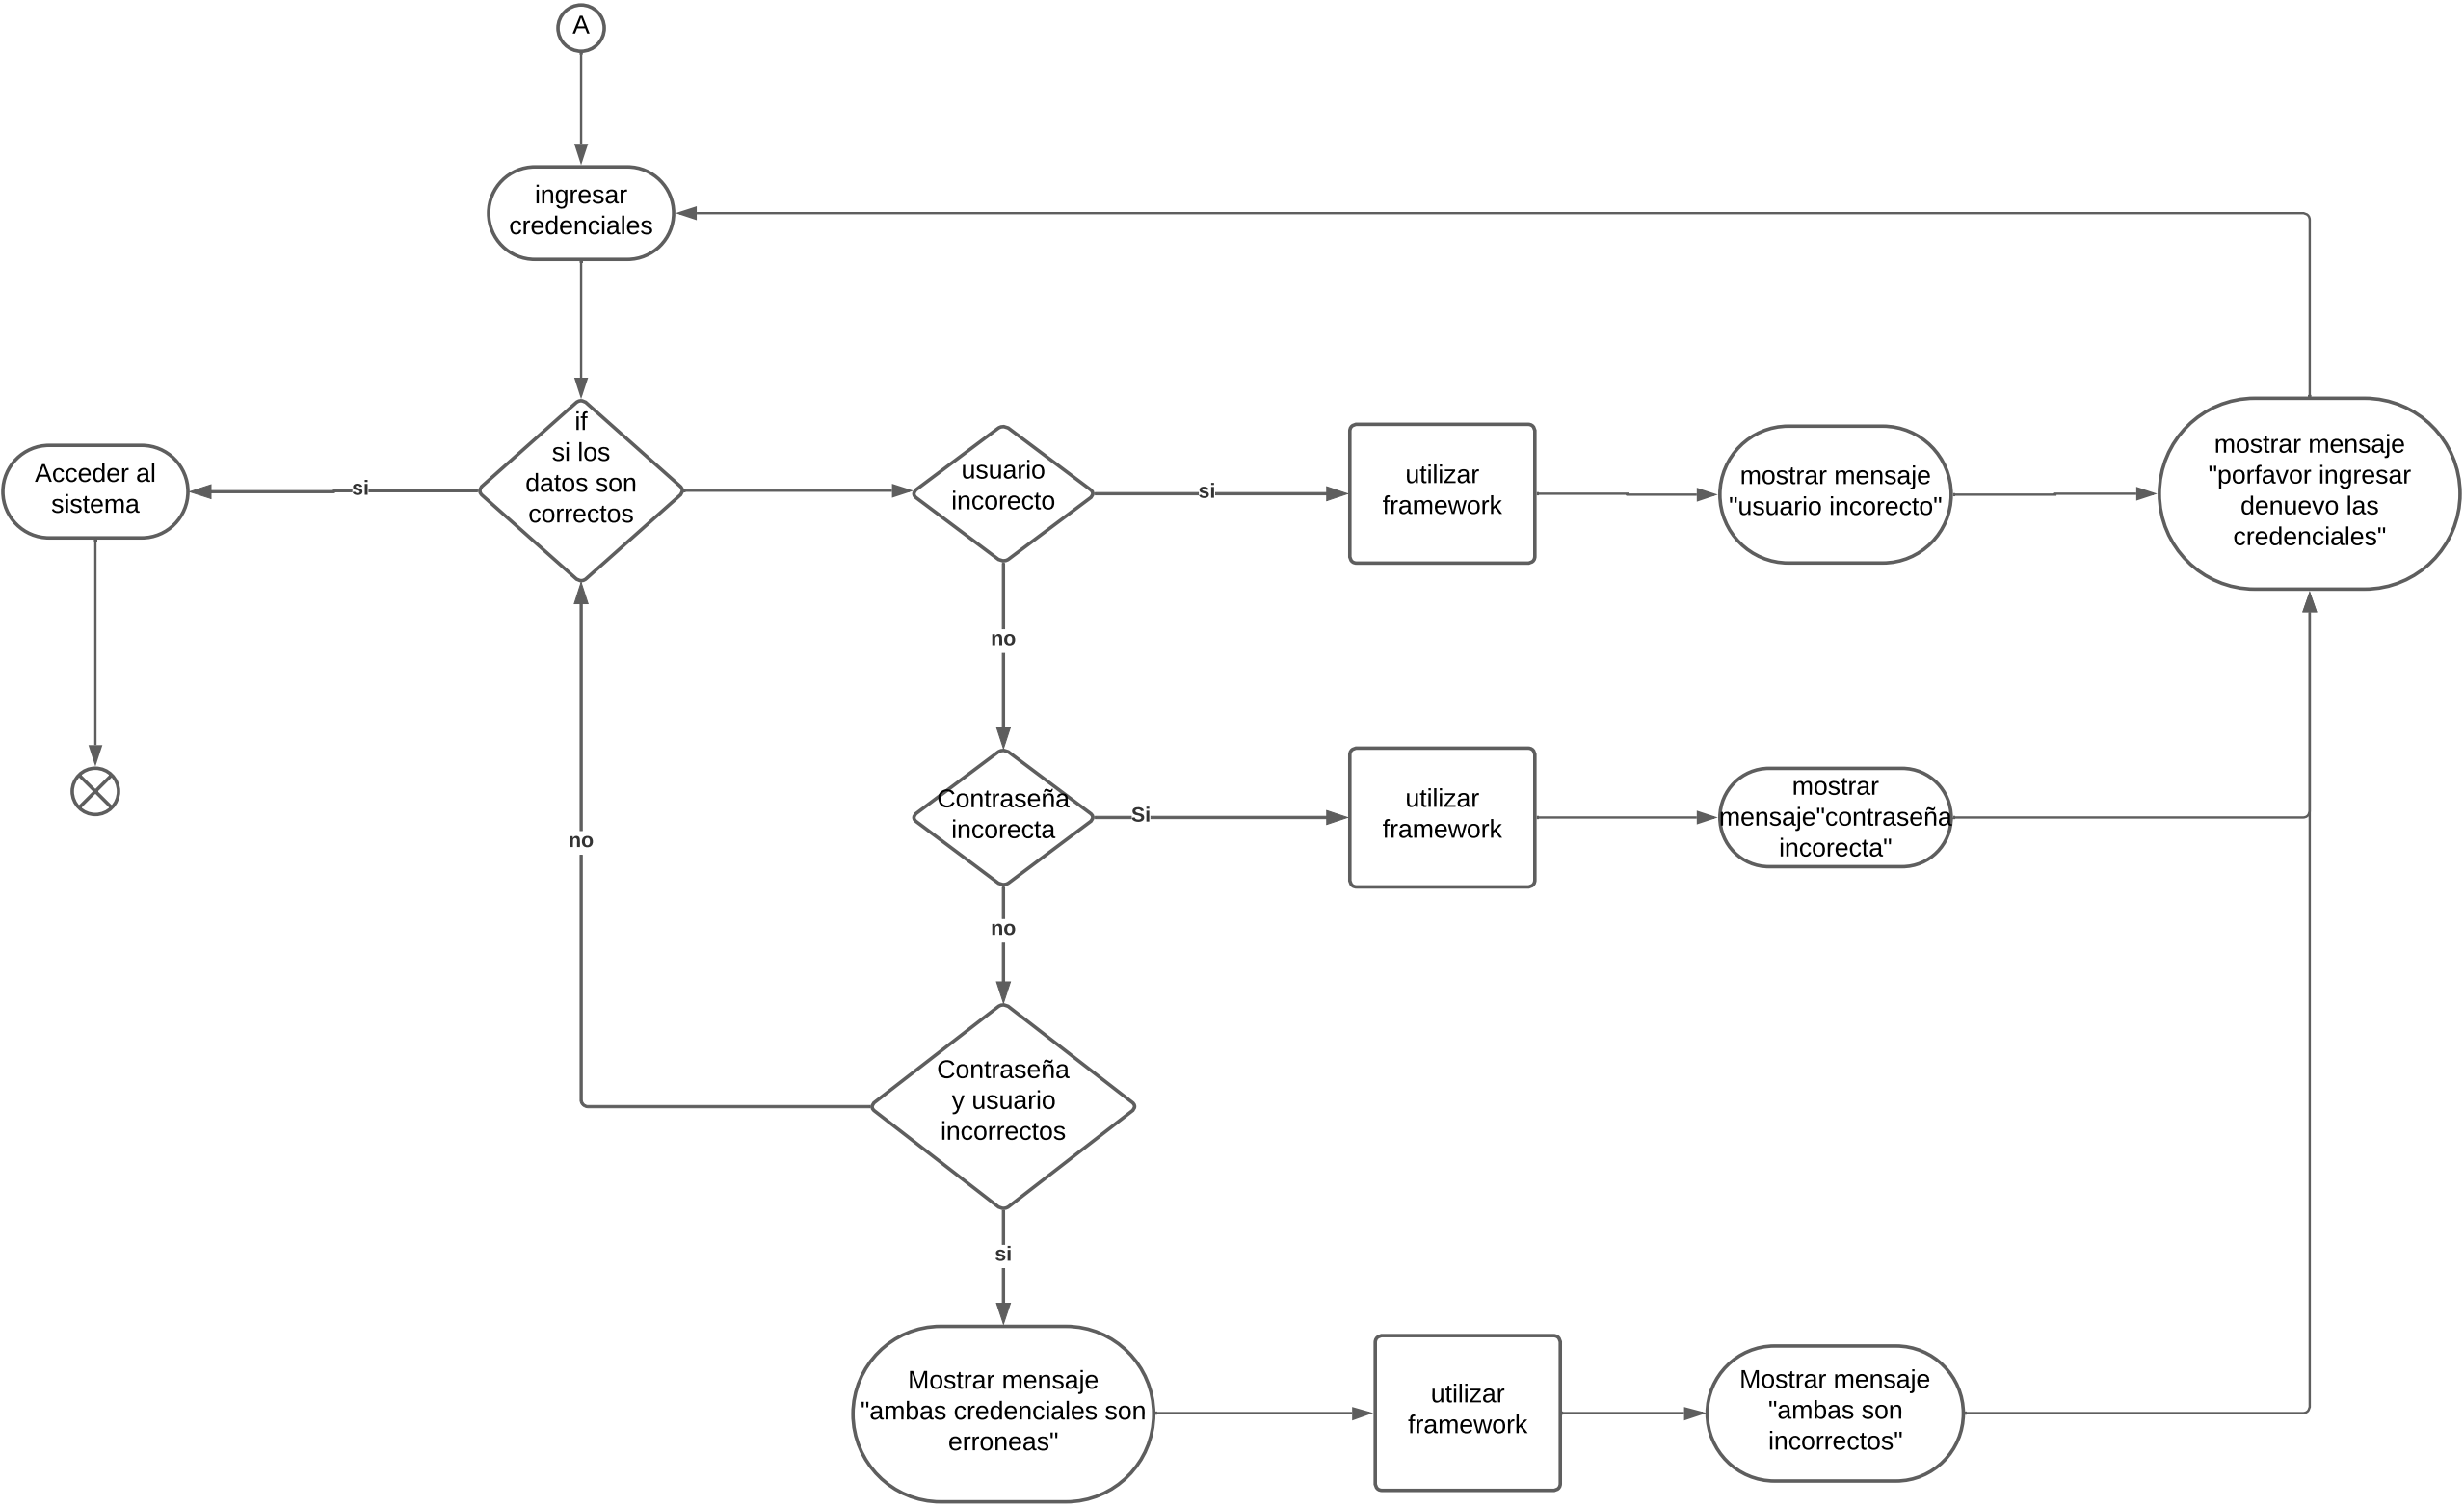 A
ingresar
credenciales
if
si los
datos son
correctos
si
Acceder al
sistema
usuario
incorecto
si
utilizar
framework
mostrar mensaje
"usuario incorecto"
mostrar mensaje
"porfavor ingresar
denuevo las
credenciales"
no
Contraseña
incorecta
Si
utilizar
framework
mostrar
mensaje"contraseña
incorecta"
no
no
Contraseña
y usuario
incorrectos
si
Mostrar mensaje
"ambas credenciales son
erroneas"
utilizar
framework
Mostrar mensaje
"ambas son
incorrectos"